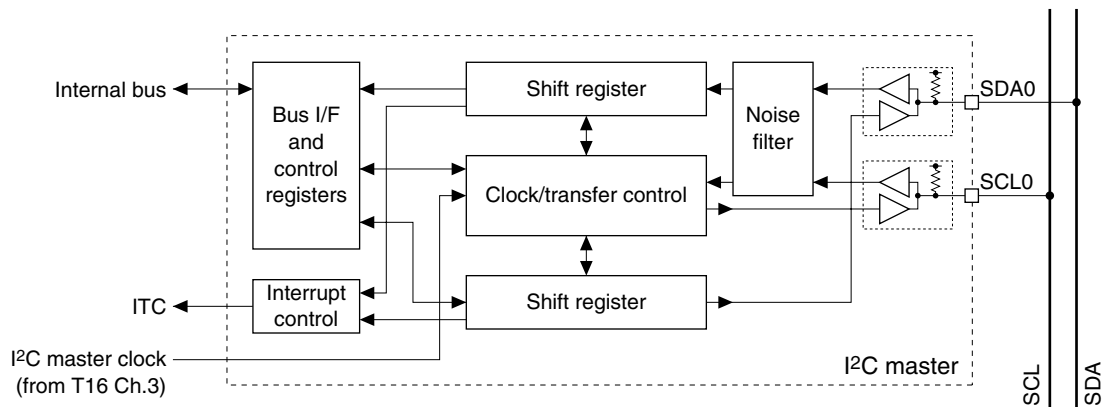 Internal bus
Bus I/F
and
control
registers
Shift register
Noise
filter
SDA0
Clock/transfer control
SCL0
Shift register
ITC
Interrupt
control
I²C master clock
(from T16 Ch.3)
I²C master
SCL
SDA